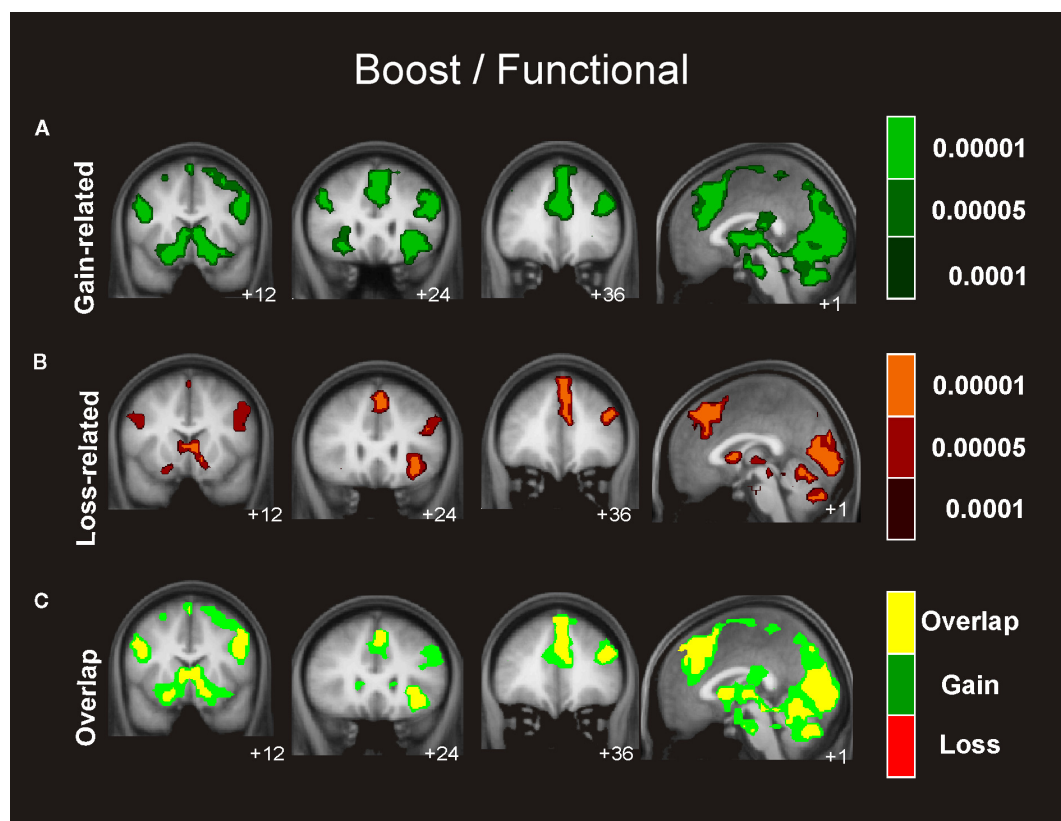 Boost / Functional
A
Gain-related
+12
+24
+36
+1
0.00001
0.00005
0.0001
B
Loss-related
+12
+24
+36
+1
0.00001
0.00005
0.0001
C
Overlap
+12
+24
+36
+1
Overlap
Gain
Loss